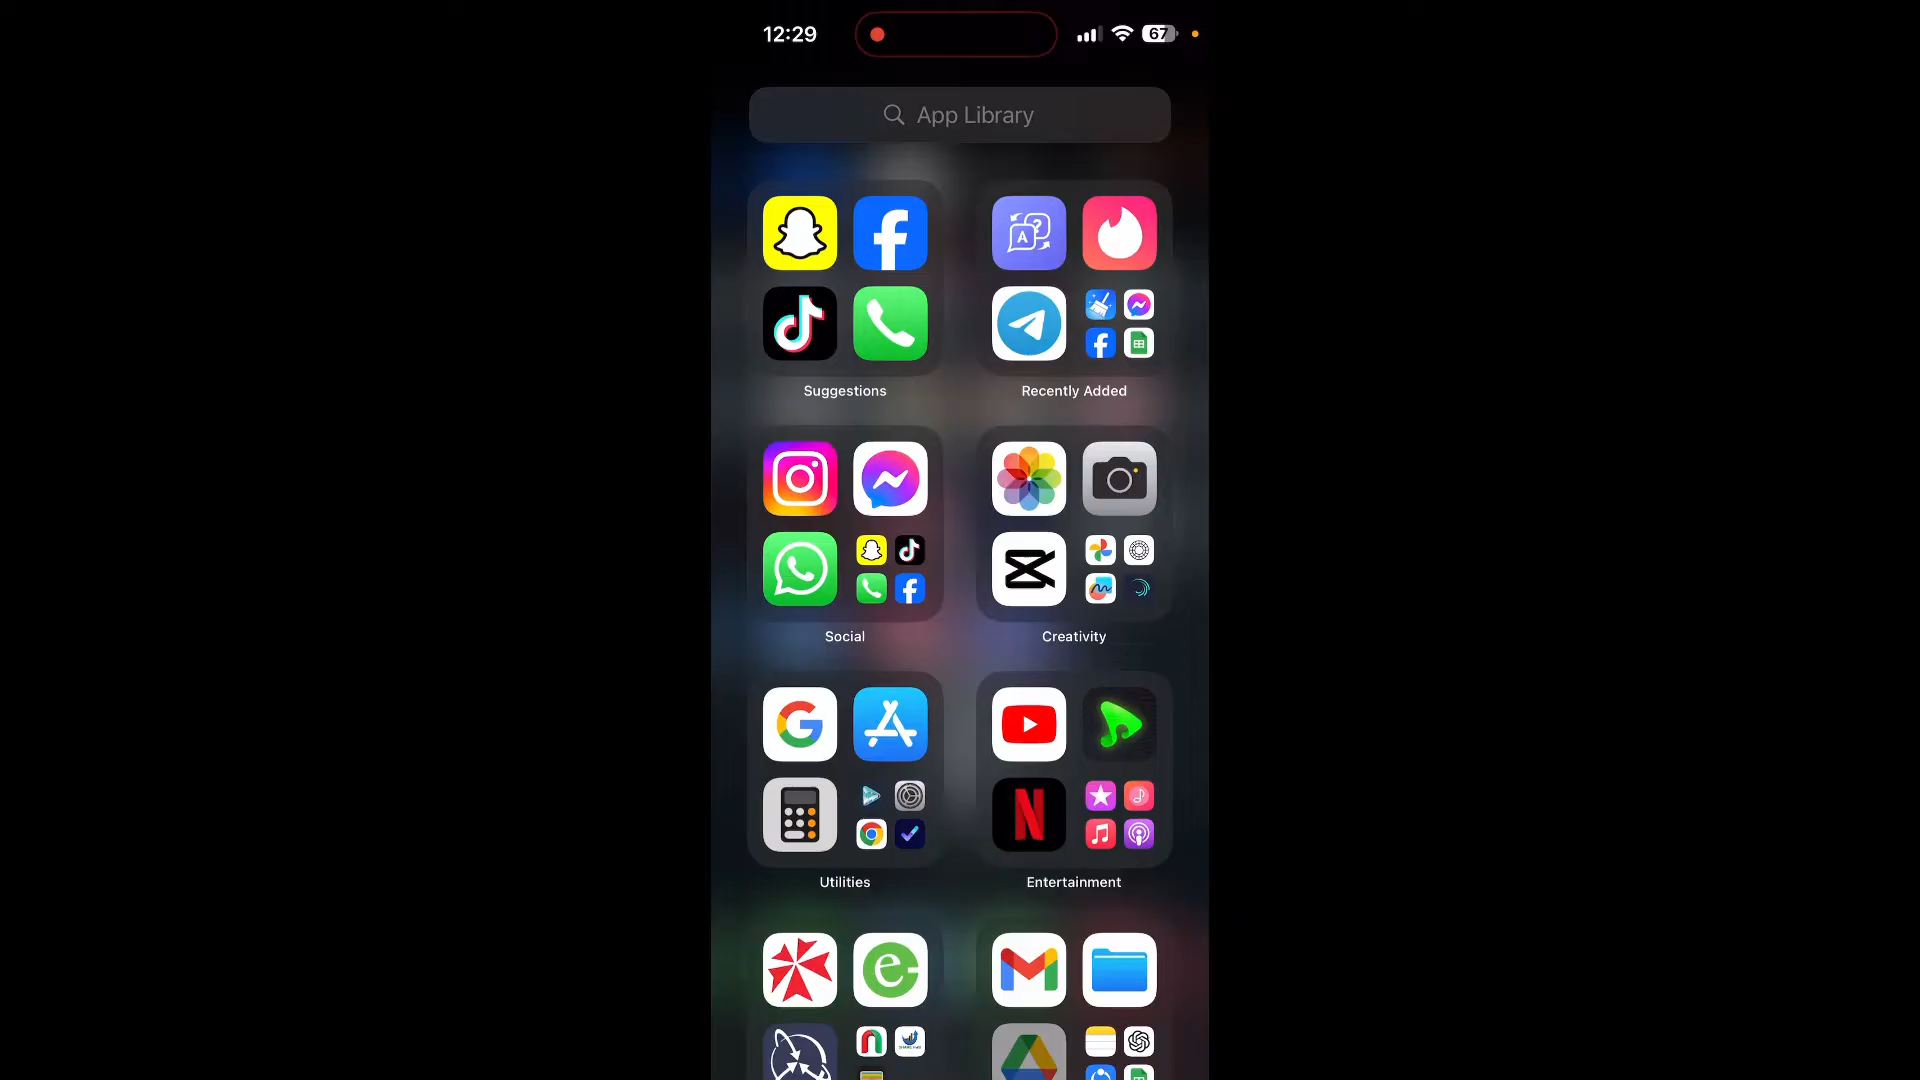 12:29
67
App Library
Suggestions
Recently Added
Social
Creativity
Utilities
Entertainment